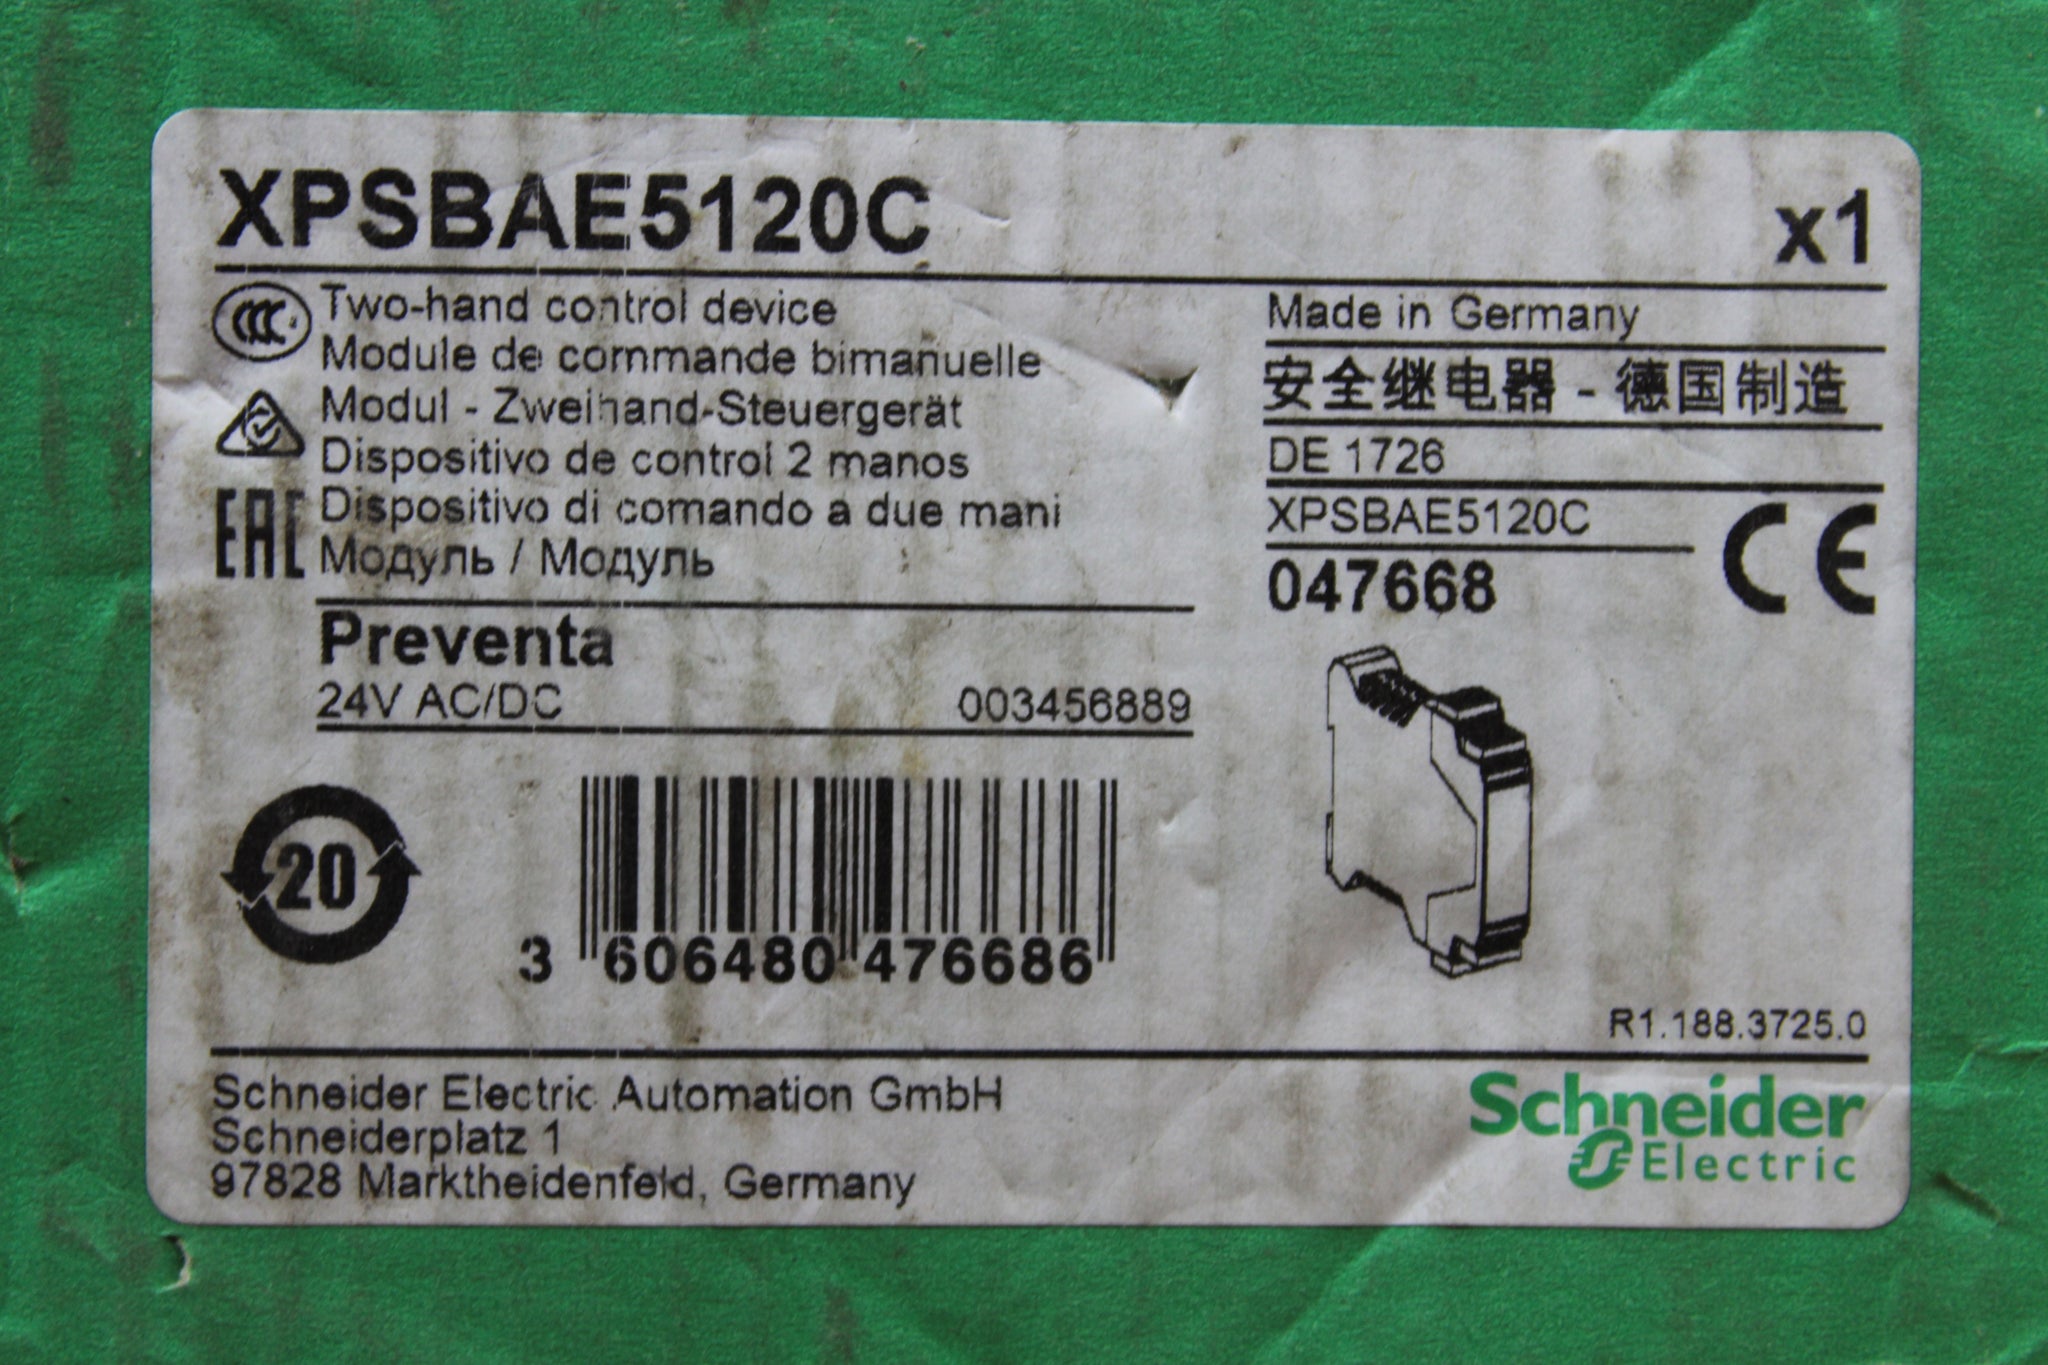 XPSBAE5120C x1
Two-hand control device
Module de commande bimanuelle
Modul - Zweihand-Steuergerät
Dispositivo de control 2 manos
Dispositivo di comando a due mani
Модуль / Модуль
EAC
Preventa
24V AC/DC 003456889
Made in Germany
安全继电器 - 德国制造
DE 1726
XPSBAE5120C
CE
047668
20
3 606480 476686
R1.188.3725.0
Schneider Electric Automation GmbH
Schneiderplatz 1
97828 Marktheidenfeld, Germany
Schneider
Electric